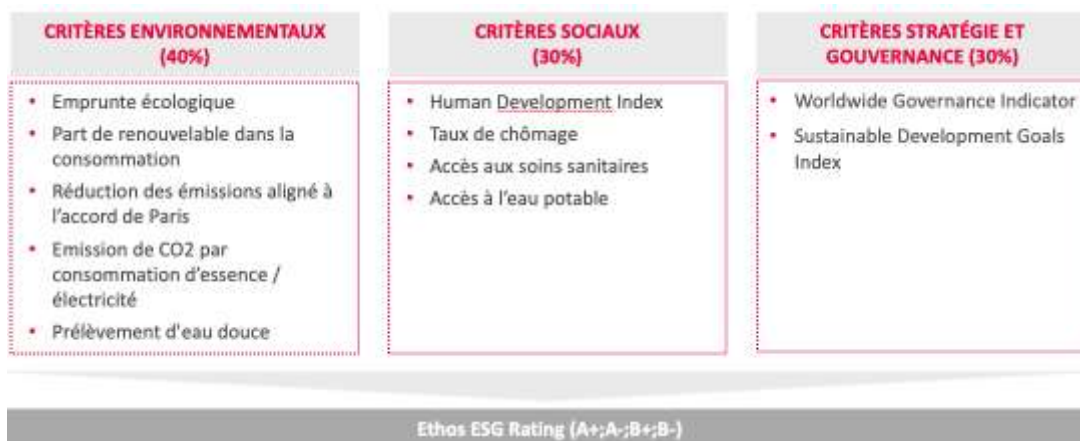 CRITÈRES ENVIRONNEMENTAUX
(40%)
• Emprunte écologique
• Part de renouvelable dans la
consommation
• Réduction des émissions aligné à
l'accord de Paris
• Emission de CO2 par
consommation d'essence /
électricité
• Prélèvement d'eau douce
CRITÈRES SOCIAUX
(30%)
• Human Development Index
• Taux de chômage
• Accès aux soins sanitaires
• Accès à l'eau potable
CRITÈRES STRATÉGIE ET
GOUVERNANCE (30%)
• Worldwide Governance Indicator
• Sustainable Development Goals
Index
Ethos ESG Rating (A+;A-;B+;B-)